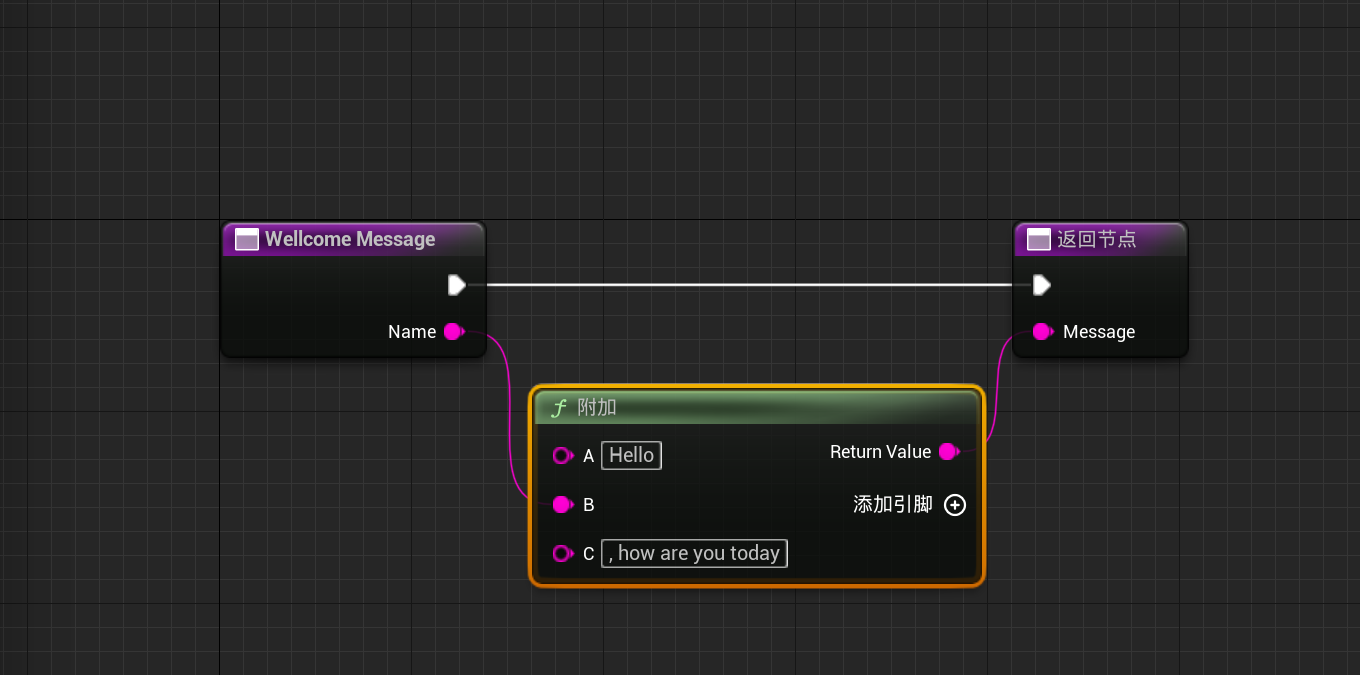 Wellcome Message
返回节点
Name
Message
附加
A Hello
Return Value
B
添加引脚
C , how are you today